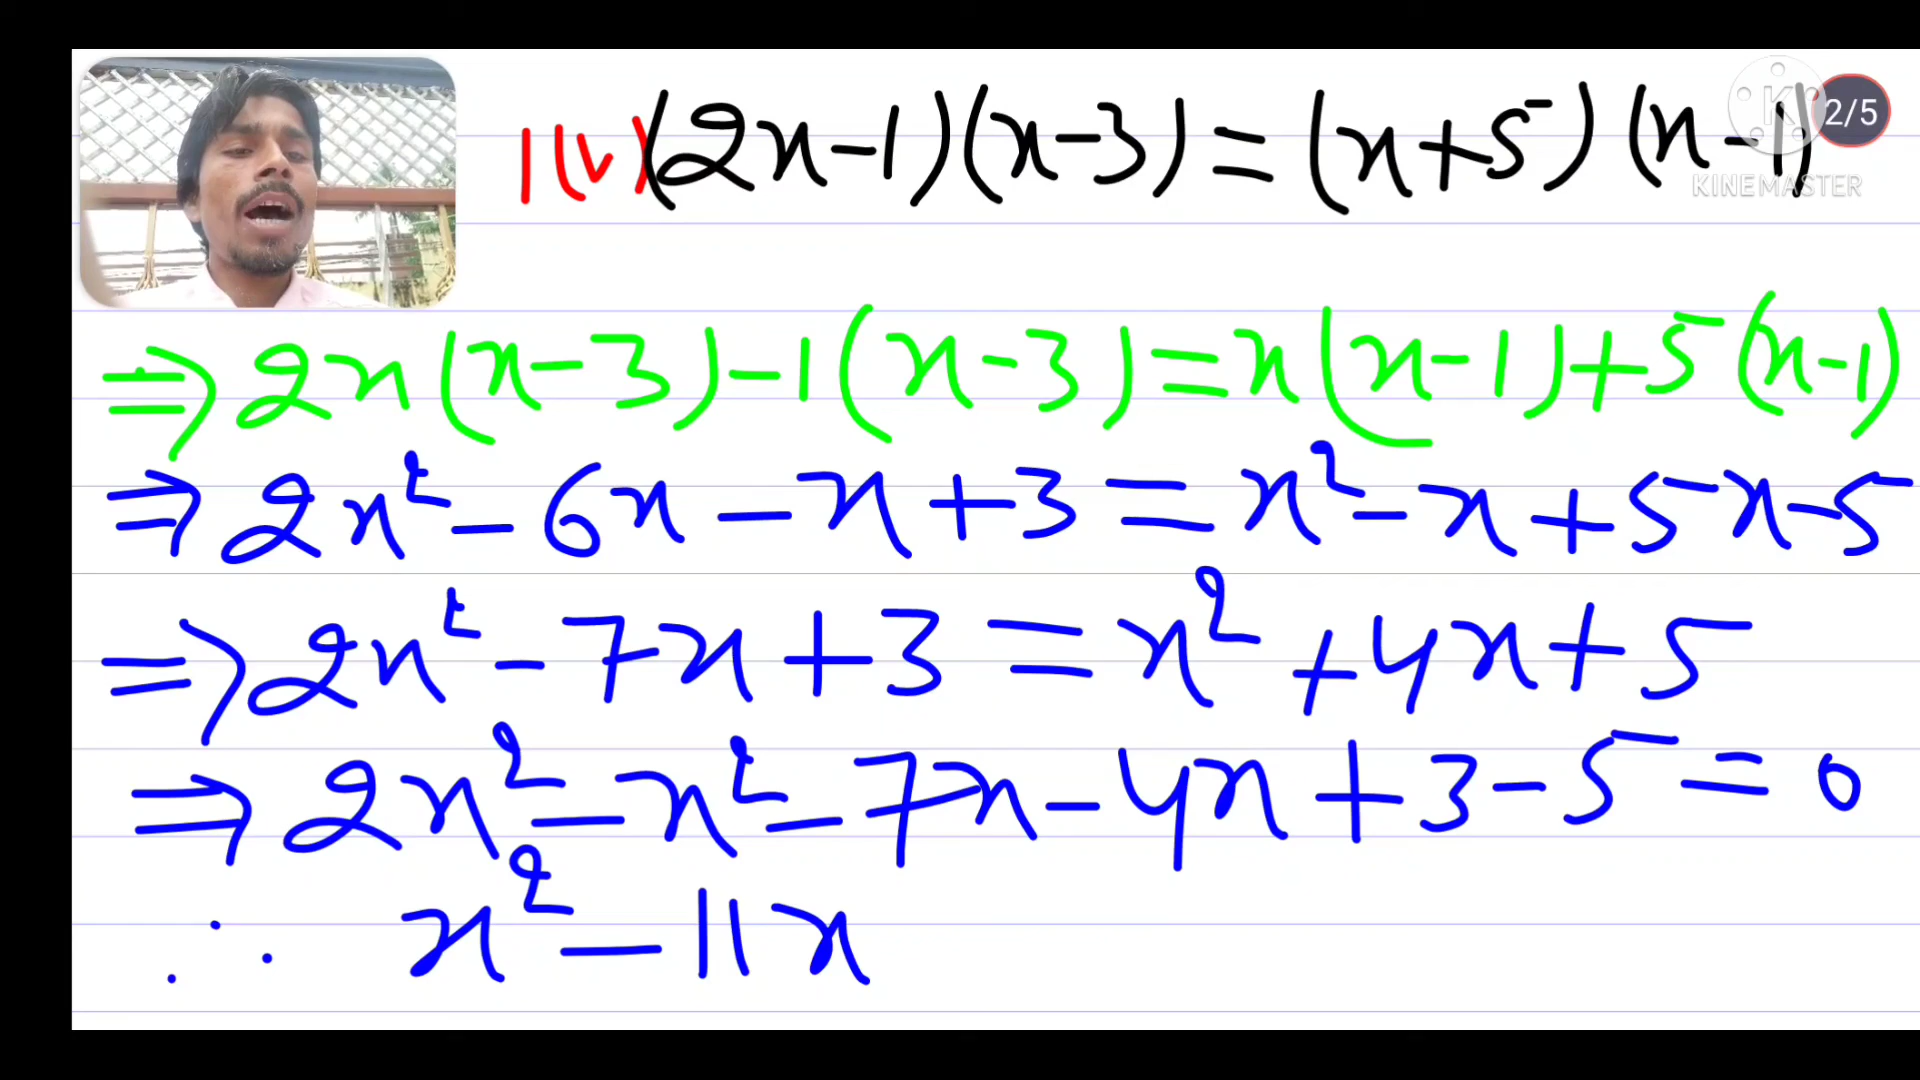 1(v) (2x-1)(x-3)=(x+5)(x-1)
2/5
KINEMASTER
⇒2x(x-3)-1(x-3)=x(x-1)+5(x-1)
⇒2x²-6x-x+3=x²-x+5x-5
⇒2x²-7x+3=x²+4x+5
⇒2x²-x²-7x-4x+3-5=0
∴ x²-11x